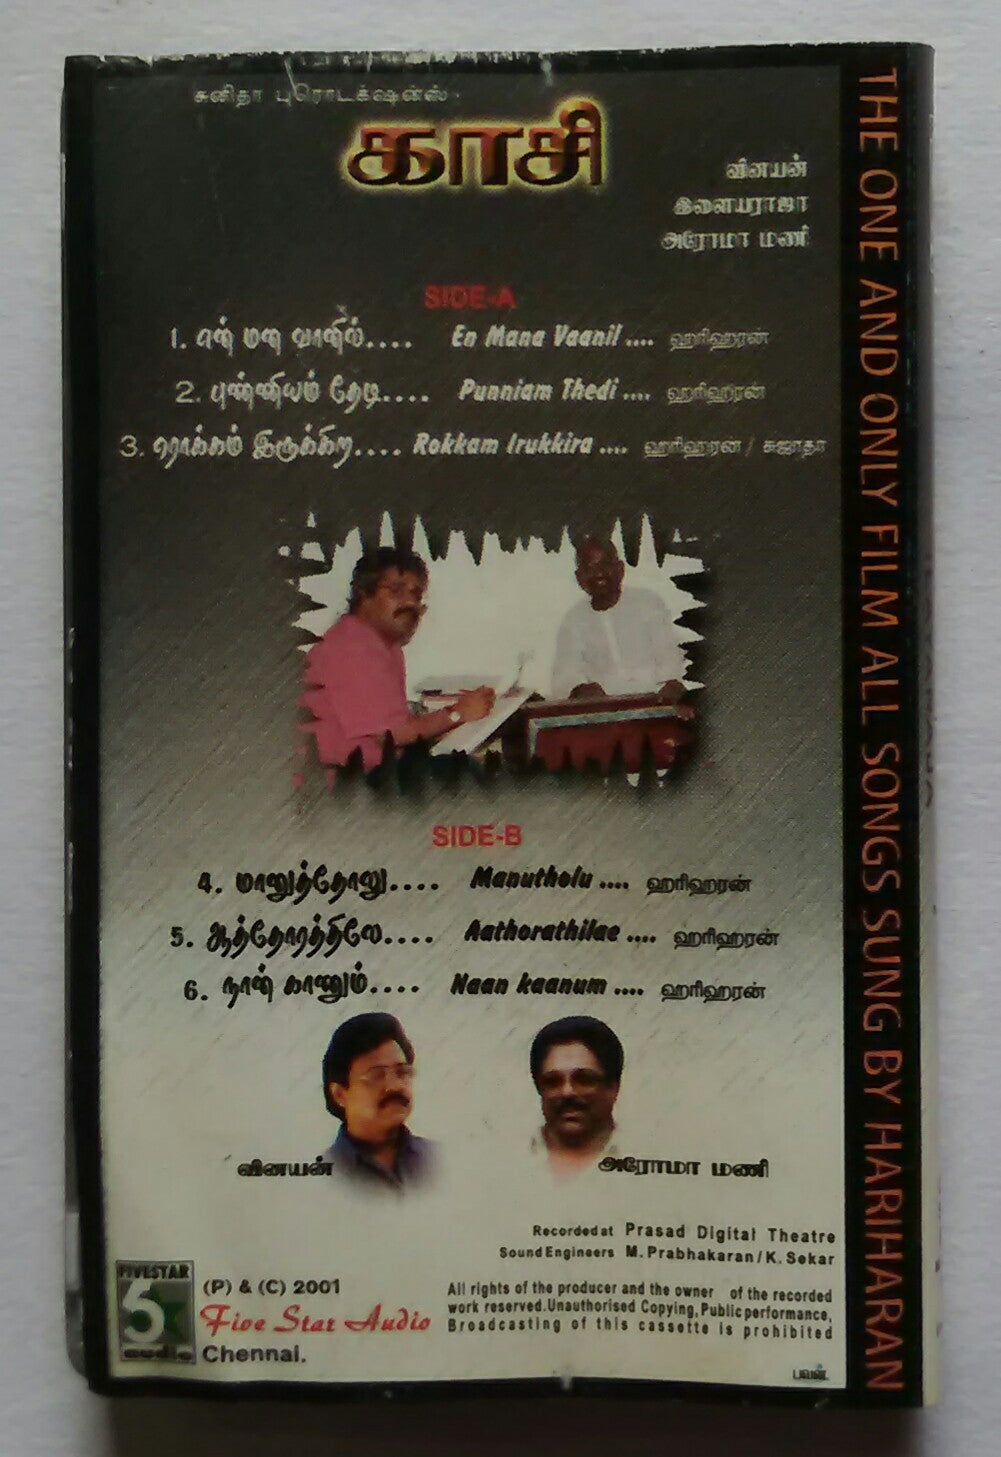 சுனிதா புரொடக்ஷன்ஸ்
காசி
வினயன்
இளையராஜா
அரோமா மணி
SIDE-A
1. என் மன வானில்.... En Mana Vaanil .... ஹரிஹரன்
2. புண்ணியம் தேடி.... Punniam Thedi .... ஹரிஹரன்
3. ரொக்கம் இருக்கிற.... Rokkam Irukkira .... ஹரிஹரன் / சுஜாதா
SIDE-B
4. மானுத்தோலு.... Manutholu .... ஹரிஹரன்
5. ஆத்தோரத்திலே.... Aathorathilae .... ஹரிஹரன்
6. நான் காணும்.... Naan kaanum .... ஹரிஹரன்
வினயன்
அரோமா மணி
Recorded at Prasad Digital Theatre
Sound Engineers M. Prabhakaran/K. Sekar
FIVESTAR
5
audio
(P) & (C) 2001
Five Star Audio
Chennai.
All rights of the producer and the owner of the recorded
work reserved.Unauthorised Copying, Public performance,
Broadcasting of this cassette is prohibited
பவன்.
THE ONE AND ONLY FILM ALL SONGS SUNG BY HARIHARAN